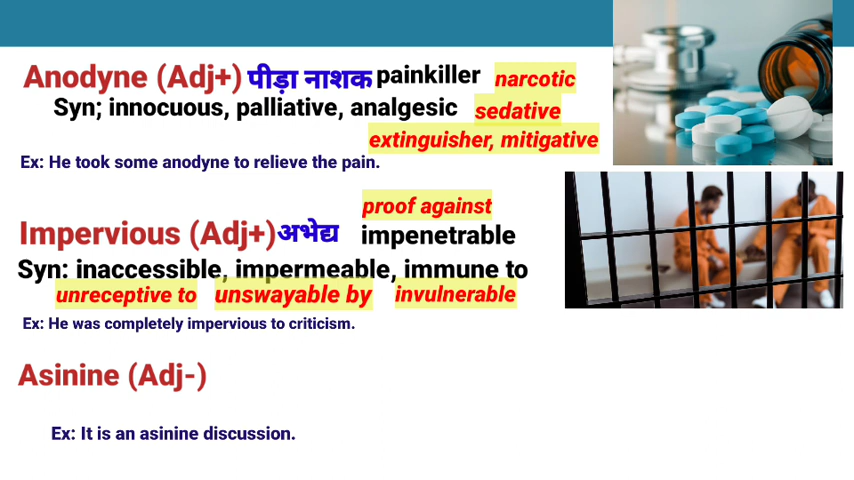 Anodyne (Adj+) पीड़ा नाशक painkiller narcotic
Syn; innocuous, palliative, analgesic sedative
extinguisher, mitigative
Ex: He took some anodyne to relieve the pain.
proof against
Impervious (Adj+) अभेद्य impenetrable
Syn: inaccessible, impermeable, immune to
unreceptive to unswayable by invulnerable
Ex: He was completely impervious to criticism.
Asinine (Adj-)
Ex: It is an asinine discussion.